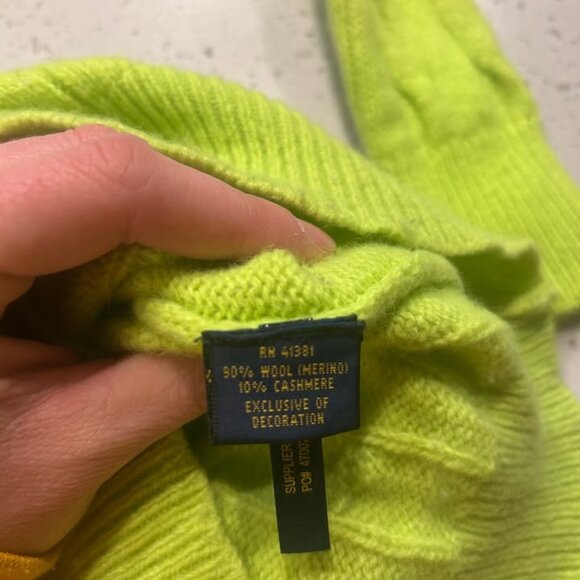 RN 41381
90% WOOL (MERINO)
10% CASHMERE
EXCLUSIVE OF
DECORATION
SUPPLIER
PO# 4700